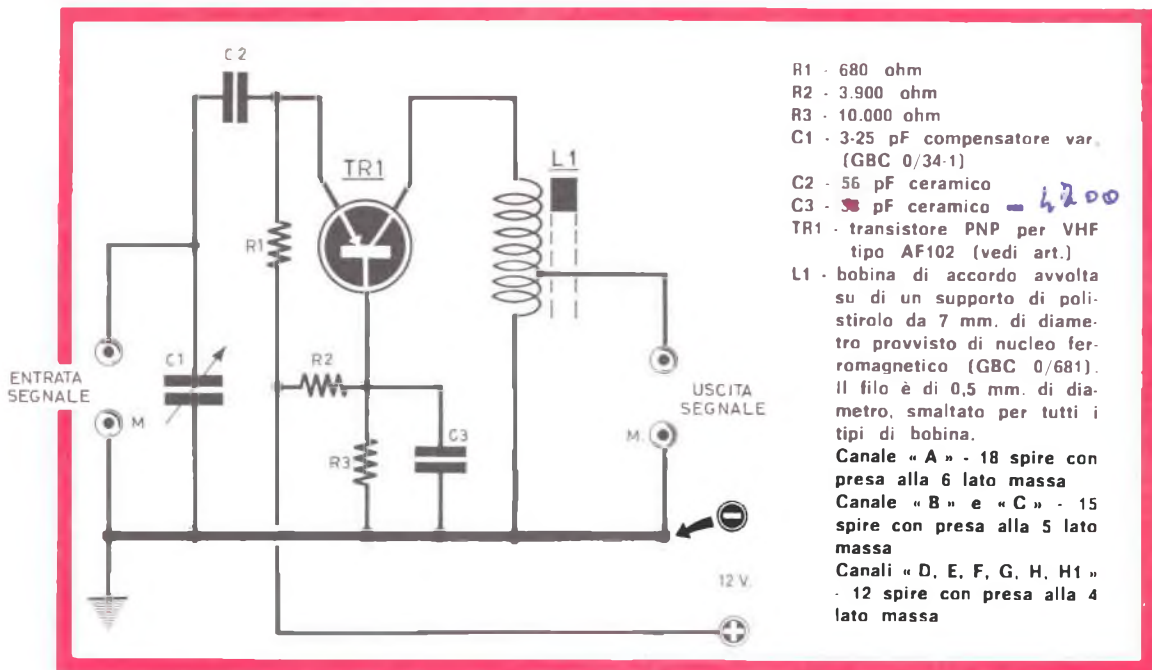 C2
TR1
L1
R1
R2
C1
ENTRATA
SEGNALE
M
R3
C3
USCITA
SEGNALE
M.
12 V.
R1 - 680 ohm
R2 - 3.900 ohm
R3 - 10.000 ohm
C1 - 3-25 pF compensatore var.
(GBC 0/34-1)
C2 - 56 pF ceramico
C3 - pF ceramico - 4700
TR1 - transistore PNP per VHF
tipo AF102 (vedi art.)
L1 - bobina di accordo avvolta
su di un supporto di poli-
stirolo da 7 mm. di diame-
tro provvisto di nucleo fer-
romagnetico (GBC 0/681).
Il filo è di 0,5 mm. di dia-
metro, smaltato per tutti i
tipi di bobina.
Canale « A » - 18 spire con
presa alla 6 lato massa
Canale « B » e « C » - 15
spire con presa alla 5 lato
massa
Canali « D, E, F, G, H, H1 »
- 12 spire con presa alla 4
lato massa